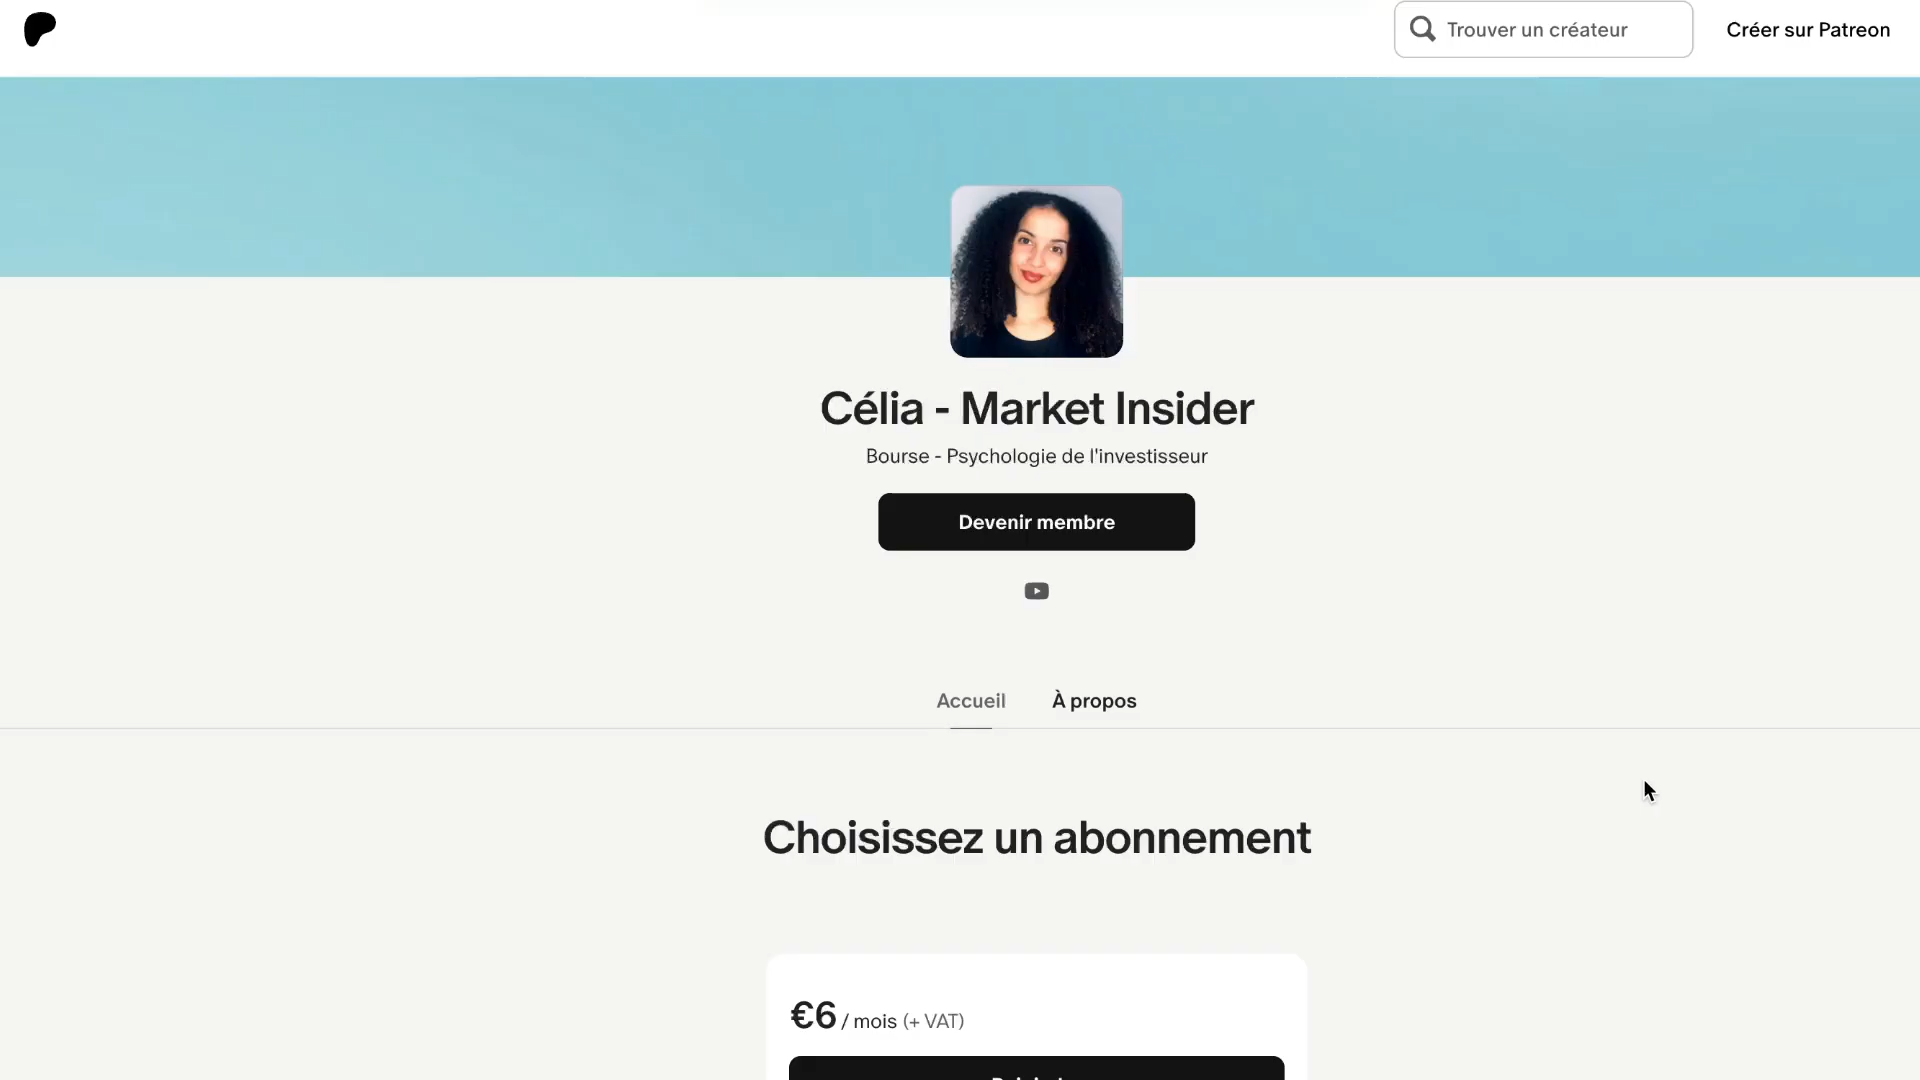 Trouver un créateur
Créer sur Patreon
Célia - Market Insider
Bourse - Psychologie de l'investisseur
Devenir membre
Accueil
À propos
Choisissez un abonnement
€6 / mois (+ VAT)